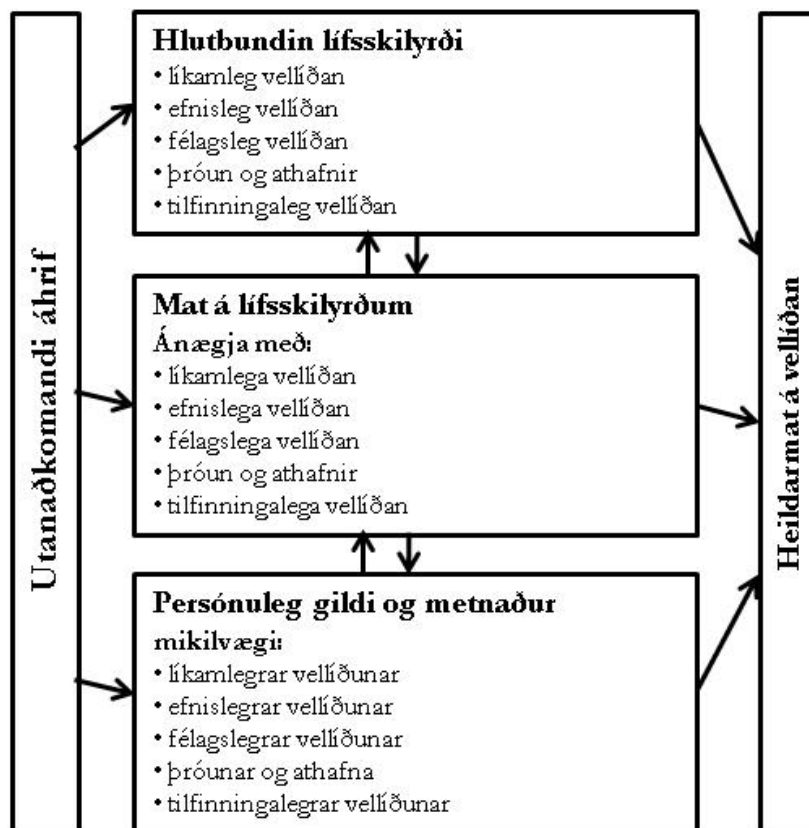 Utanaðkomandi áhrif
Hlutbundin lífsskilyrði
• líkamleg vellíðan
• efnisleg vellíðan
• félagsleg vellíðan
• þróun og athafnir
• tilfinningaleg vellíðan
Mat á lífsskilyrðum
Ánægja með:
• líkamlega vellíðan
• efnislega vellíðan
• félagslega vellíðan
• þróun og athafnir
• tilfinningalega vellíðan
Persónuleg gildi og metnaður
mikilvægi:
• líkamlegrar vellíðunar
• efnislegrar vellíðunar
• félagslegrar vellíðunar
• þróunar og athafna
• tilfinningalegrar vellíðunar
Heildarmat á vellíðan